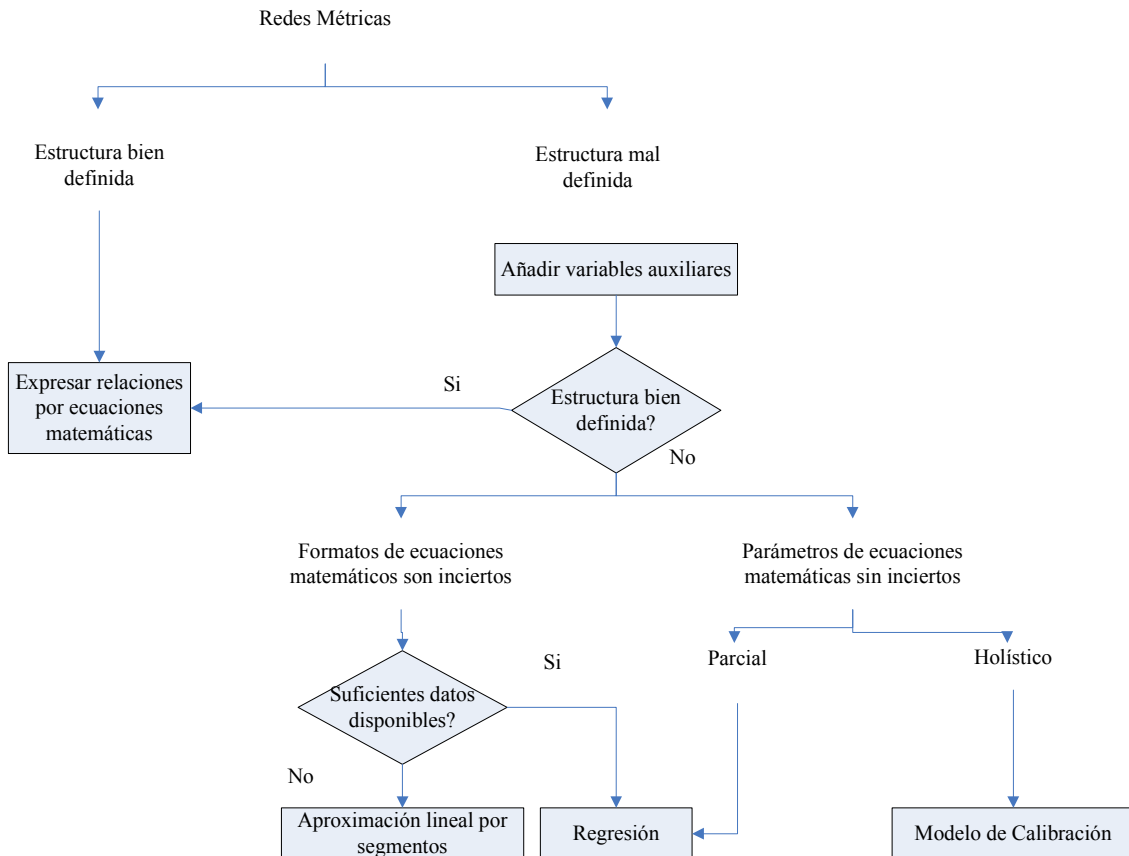 Redes Métricas
Estructura bien
definida
Estructura mal
definida
Añadir variables auxiliares
Expresar relaciones
por ecuaciones
matemáticas
Si
Estructura bien
definida?
No
Formatos de ecuaciones
matemáticos son inciertos
Parámetros de ecuaciones
matemáticas sin inciertos
Si
Parcial
Holístico
Suficientes datos
disponibles?
No
Aproximación lineal por
segmentos
Regresión
Modelo de Calibración